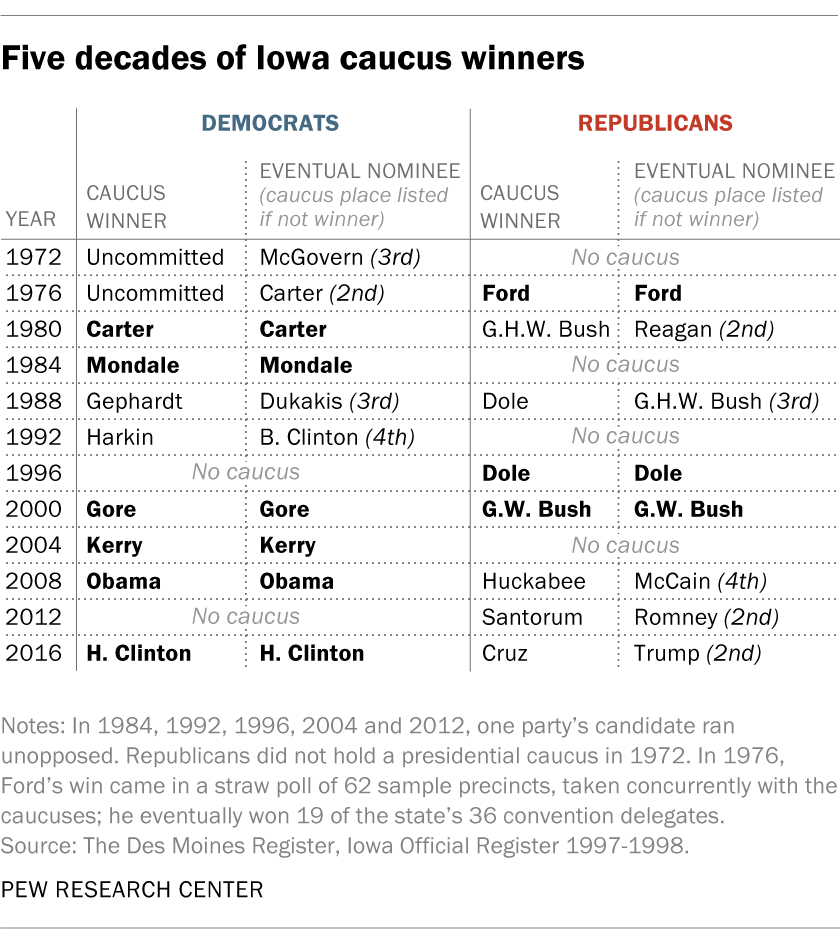 Five decades of Iowa caucus winners
DEMOCRATS REPUBLICANS
YEAR CAUCUS WINNER EVENTUAL NOMINEE (caucus place listed if not winner) CAUCUS WINNER EVENTUAL NOMINEE (caucus place listed if not winner)
1972 Uncommitted McGovern (3rd) No caucus
1976 Uncommitted Carter (2nd) Ford Ford
1980 Carter Carter G.H.W. Bush Reagan (2nd)
1984 Mondale Mondale No caucus
1988 Gephardt Dukakis (3rd) Dole G.H.W. Bush (3rd)
1992 Harkin B. Clinton (4th) No caucus
1996 No caucus Dole Dole
2000 Gore Gore G.W. Bush G.W. Bush
2004 Kerry Kerry No caucus
2008 Obama Obama Huckabee McCain (4th)
2012 No caucus Santorum Romney (2nd)
2016 H. Clinton H. Clinton Cruz Trump (2nd)
Notes: In 1984, 1992, 1996, 2004 and 2012, one party’s candidate ran
unopposed. Republicans did not hold a presidential caucus in 1972. In 1976,
Ford’s win came in a straw poll of 62 sample precincts, taken concurrently with the
caucuses; he eventually won 19 of the state’s 36 convention delegates.
Source: The Des Moines Register, Iowa Official Register 1997-1998.
PEW RESEARCH CENTER